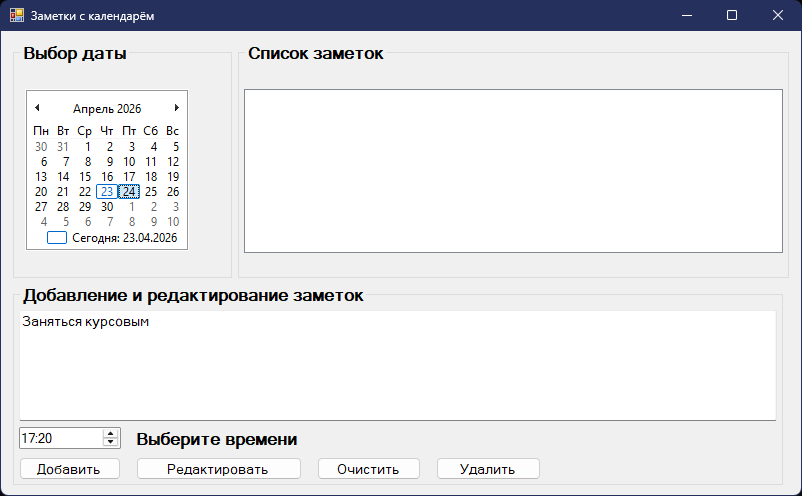 Заметки с календарём
Выбор даты
Список заметок
Апрель 2026
Пн Вт Ср Чт Пт Сб Вс
30 31 1 2 3 4 5
6 7 8 9 10 11 12
13 14 15 16 17 18 19
20 21 22 23 24 25 26
27 28 29 30 1 2 3
4 5 6 7 8 9 10
Сегодня: 23.04.2026
Добавление и редактирование заметок
Заняться курсовым
17:20 Выберите времени
Добавить Редактировать Очистить Удалить